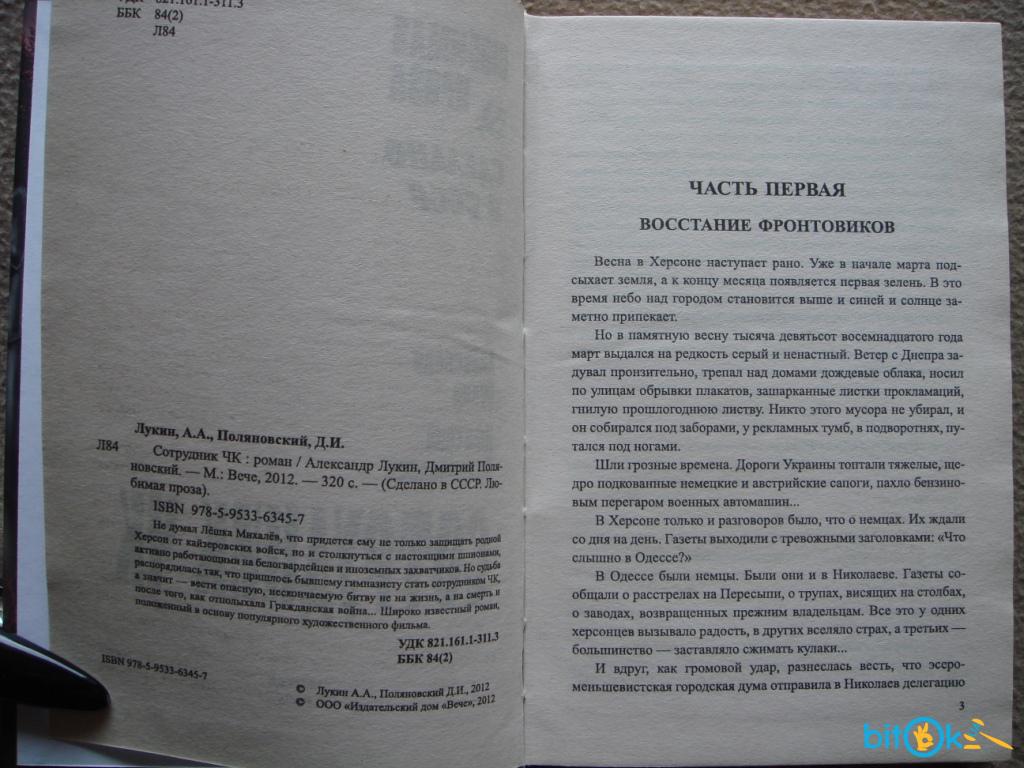 УДК 821.161.1-311.3
ББК 84(2)
Л84
Лукин, А.А., Поляновский, Д.И.
Л84 Сотрудник ЧК : роман / Александр Лукин, Дмитрий Поля-
новский. — М.: Вече, 2012. — 320 с. — (Сделано в СССР. Лю-
бимая проза).
ISBN 978-5-9533-6345-7
Не думал Лёшка Михалёв, что придется ему не только защищать родной
Херсон от кайзеровских войск, но и столкнуться с настоящими шпионами,
активно работающими на белогвардейцев и иноземных захватчиков. Но судьба
распорядилась так, что пришлось бывшему гимназисту стать сотрудником ЧК,
а значит — вести опасную, нескончаемую битву не на жизнь, а на смерть и
после того, как отполыхала Гражданская война... Широко известный роман,
положенный в основу популярного художественного фильма.
УДК 821.161.1-311.3
ББК 84(2)
ISBN 978-5-9533-6345-7
© Лукин А.А., Поляновский Д.И., 2012
© ООО «Издательский дом «Вече», 2012
ЧАСТЬ ПЕРВАЯ
ВОССТАНИЕ ФРОНТОВИКОВ
Весна в Херсоне наступает рано. Уже в начале марта под-
сыхает земля, а к концу месяца появляется первая зелень. В это
время небо над городом становится выше и синей и солнце за-
метно припекает.
Но в памятную весну тысяча девятьсот восемнадцатого года
март выдался на редкость серый и ненастный. Ветер с Днепра за-
дувал пронзительно, трепал над домами дождевые облака, носил
по улицам обрывки плакатов, зашарканные листки прокламаций,
гнилую прошлогоднюю листву. Никто этого мусора не убирал, и
он собирался под заборами, у рекламных тумб, в подворотнях, пу-
тался под ногами.
Шли грозные времена. Дороги Украины топтали тяжелые, ще-
дро подкованные немецкие и австрийские сапоги, пахло бензино-
вым перегаром военных автомашин...
В Херсоне только и разговоров было, что о немцах. Их ждали
со дня на день. Газеты выходили с тревожными заголовками: «Что
слышно в Одессе?»
В Одессе были немцы. Были они и в Николаеве. Газеты со-
общали о расстрелах на Пересыпи, о трупах, висящих на столбах,
о заводах, возвращенных прежним владельцам. Все это у одних
херсонцев вызывало радость, в других вселяло страх, а третьих —
большинство — заставляло сжимать кулаки...
И вдруг, как громовой удар, разнеслась весть, что эсеро-
меньшевистская городская дума отправила в Николаев делегацию
3
bitok